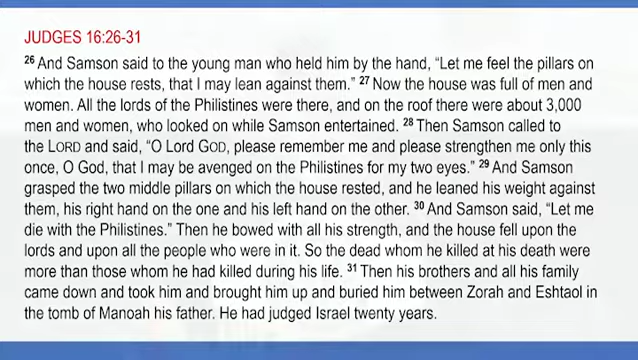 JUDGES 16:26-31
26 And Samson said to the young man who held him by the hand, “Let me feel the pillars on
which the house rests, that I may lean against them.” 27 Now the house was full of men and
women. All the lords of the Philistines were there, and on the roof there were about 3,000
men and women, who looked on while Samson entertained. 28 Then Samson called to
the LORD and said, “O Lord GOD, please remember me and please strengthen me only this
once, O God, that I may be avenged on the Philistines for my two eyes.” 29 And Samson
grasped the two middle pillars on which the house rested, and he leaned his weight against
them, his right hand on the one and his left hand on the other. 30 And Samson said, “Let me
die with the Philistines.” Then he bowed with all his strength, and the house fell upon the
lords and upon all the people who were in it. So the dead whom he killed at his death were
more than those whom he had killed during his life. 31 Then his brothers and all his family
came down and took him and brought him up and buried him between Zorah and Eshtaol in
the tomb of Manoah his father. He had judged Israel twenty years.